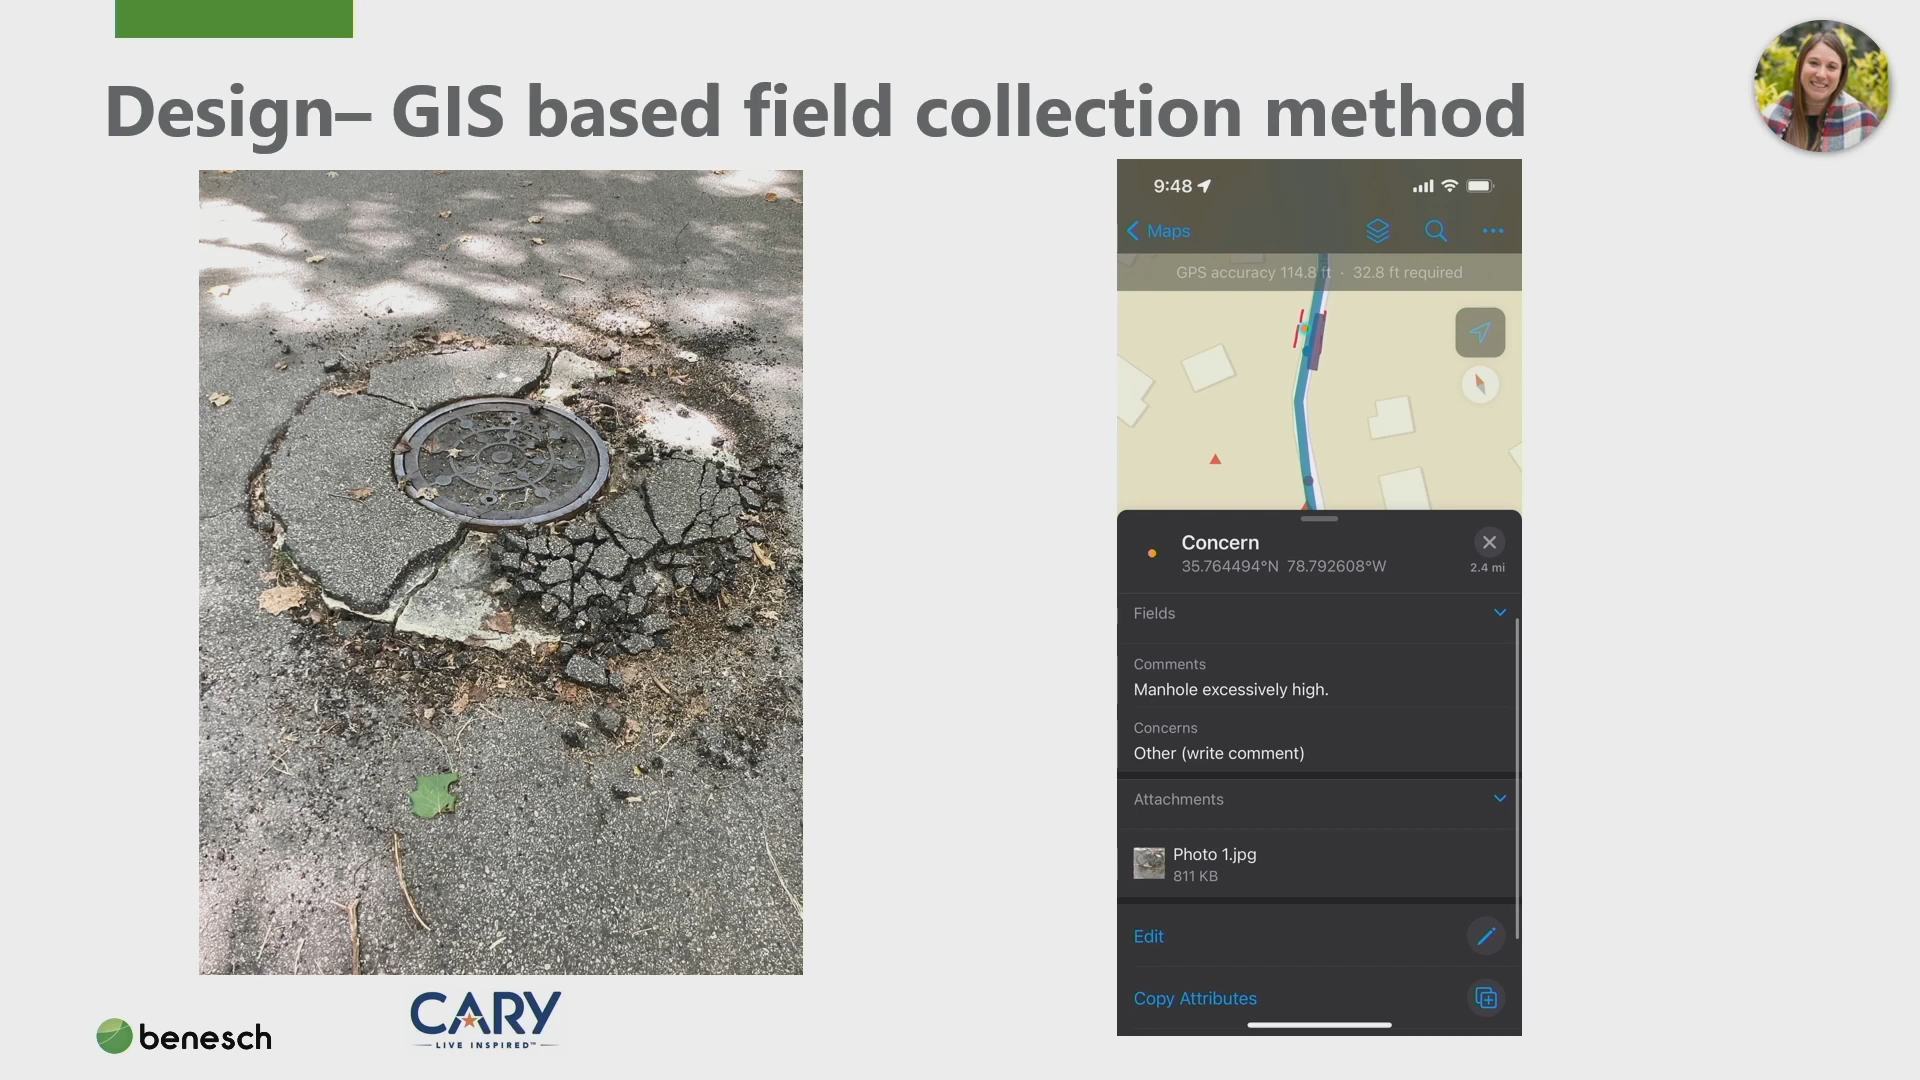 Design– GIS based field collection method
9:48
Maps
GPS accuracy 114.8 ft · 32.8 ft required
Concern
35.764494°N 78.792608°W
2.4 mi
Fields
Comments
Manhole excessively high.
Concerns
Other (write comment)
Attachments
Photo 1.jpg
811 KB
Edit
Copy Attributes
benesch
CARY
LIVE INSPIRED™